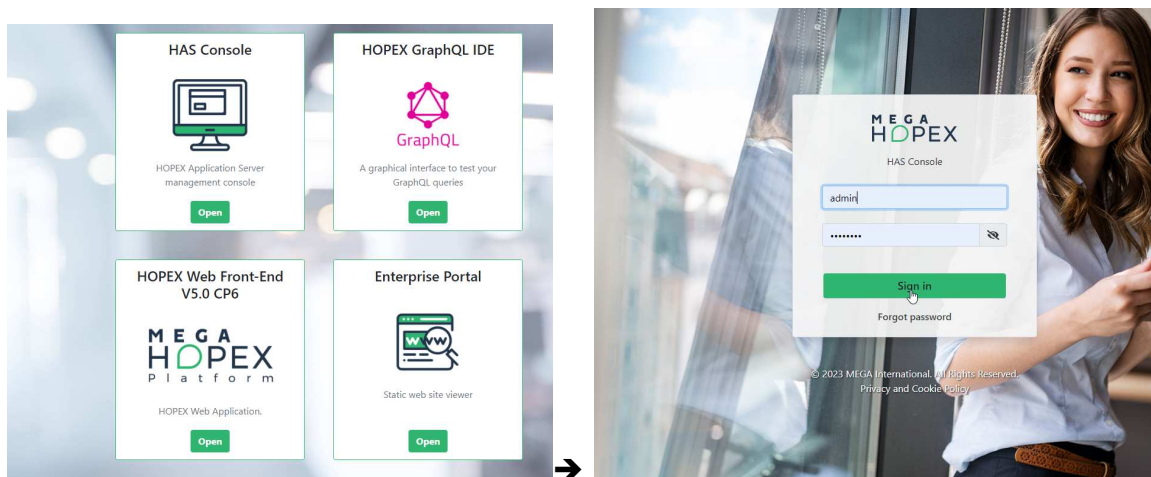 HAS Console
HOPEX Application Server
management console
Open
HOPEX GraphQL IDE
GraphQL
A graphical interface to test your
GraphQL queries
Open
HOPEX Web Front-End
V5.0 CP6
MEGA
HOPEX
Platform
HOPEX Web Application.
Open
Enterprise Portal
WWW
Static web site viewer
Open
➔
MEGA
HOPEX
HAS Console
admin
••••••••
Sign in
Forgot password
© 2023 MEGA International. All Rights Reserved.
Privacy and Cookie Policy